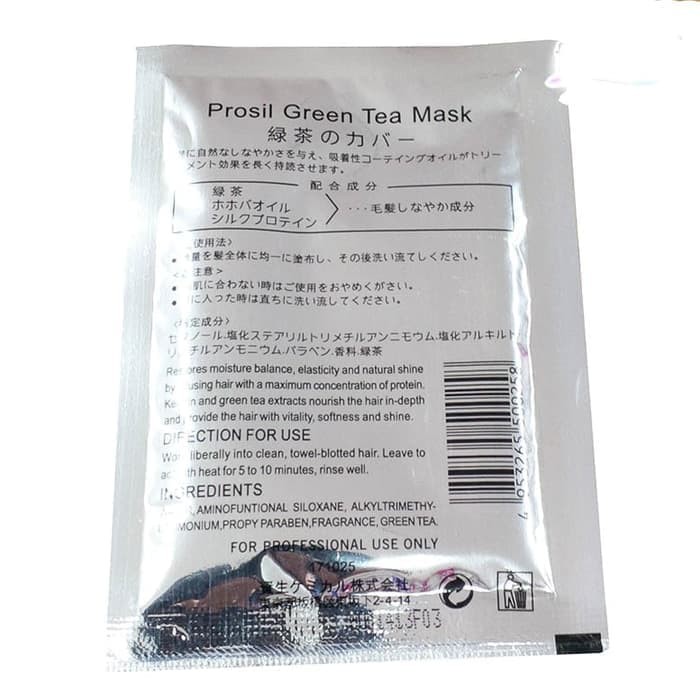 Prosil Green Tea Mask
緑茶のカバー
に自然なしなやかさを与え、吸着性コーテイングオイルがトリー
メント効果を長く持続させます。
配合成分
緑茶
ホホバオイル
シルクプロテイン
・・・毛髪しなやか成分
使用法〉
量を髪全体に均一に塗布し、その後洗い流てしください。
注意〉
肌に合わない時はご使用をおやめくがさい。
に入った時は直ちに洗い流してください。
定成分〉
ノール.塩化ステアリルトリメチルアンニモウム.塩化アルキルト
リ チルアンモニウム.パラベン.香料.緑茶
Restores moisture balance, elasticity and natural shine
by using hair with a maximum concentration of protein.
and green tea extracts nourish the hair in-depth
and provide the hair with vitality, softness and shine.
DIRECTION FOR USE
Work liberally into clean, towel-blotted hair. Leave to
heat for 5 to 10 minutes, rinse well.
INGREDIENTS
AMINOFUNTIONAL SILOXANE, ALKYLTRIMETHY-
MONIUM,PROPY PARABEN,FRAGRANCE, GREEN TEA.
FOR PROFESSIONAL USE ONLY
171025
生ケミカル株式会社
2-4-14
13F03
4 953265 500258